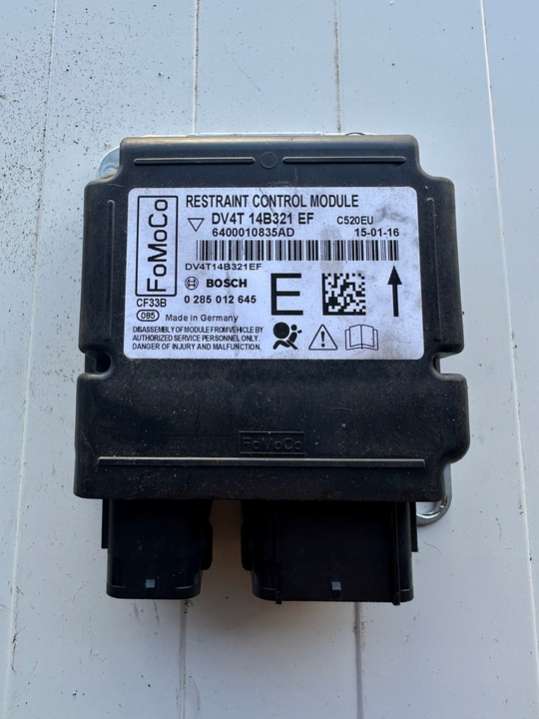 FoMoCo
RESTRAINT CONTROL MODULE
DV4T 14B321 EF C520EU
6400010835AD 15-01-16
DV4T14B321EF
BOSCH
0 285 012 645
E
CF33B
085 Made in Germany
DISASSEMBLY OF MODULE FROM VEHICLE BY
AUTHORIZED SERVICE PERSONNEL ONLY.
DANGER OF INJURY AND MALFUNCTION.
FoMoCo